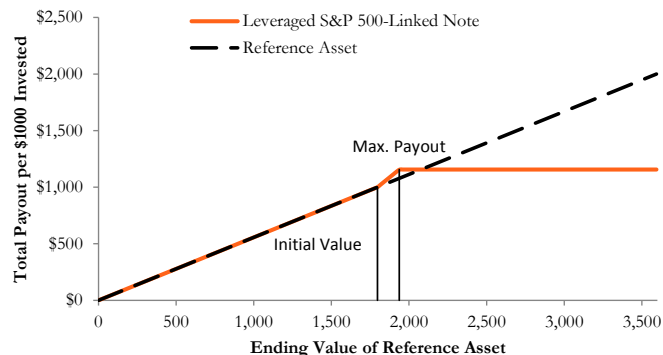 $2,500
Leveraged S&P 500-Linked Note
Reference Asset
$2,000
$1,500
Max. Payout
$1,000
Initial Value
$500
$0
0 500 1,000 1,500 2,000 2,500 3,000 3,500
Total Payout per $1000 Invested
Ending Value of Reference Asset